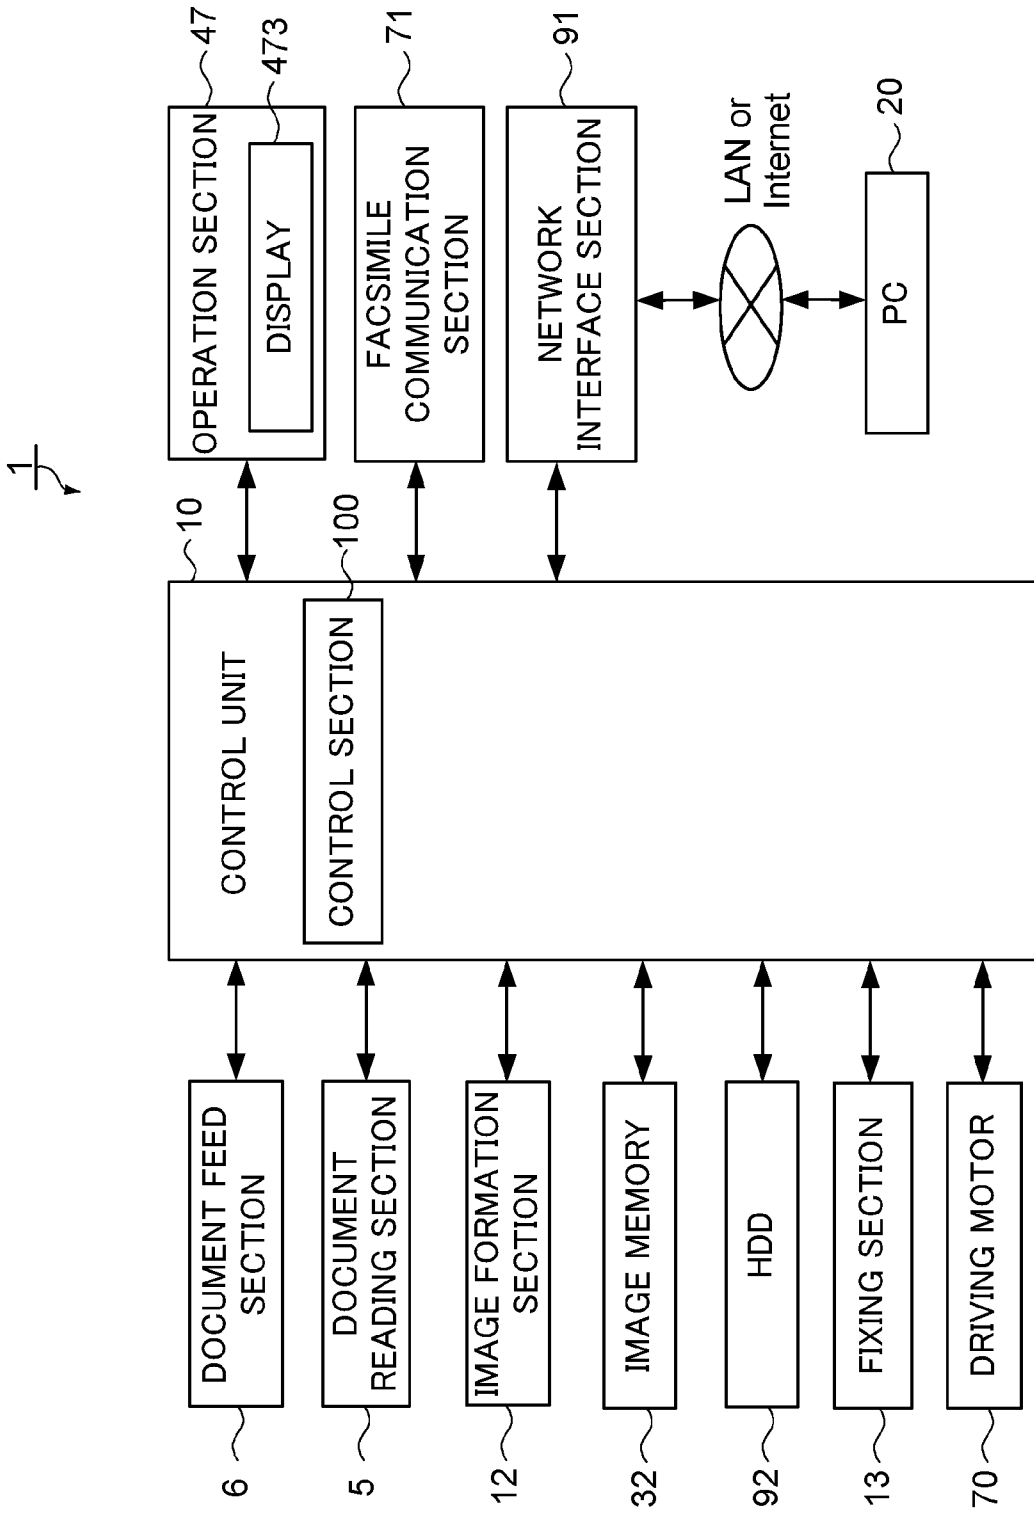 1
6
DOCUMENT FEED
SECTION
5
DOCUMENT
READING SECTION
12
IMAGE FORMATION
SECTION
32
IMAGE MEMORY
92
HDD
13
FIXING SECTION
70
DRIVING MOTOR
10
CONTROL UNIT
100
CONTROL SECTION
47
OPERATION SECTION
473
DISPLAY
71
FACSIMILE
COMMUNICATION
SECTION
91
NETWORK
INTERFACE SECTION
LAN or
Internet
20
PC